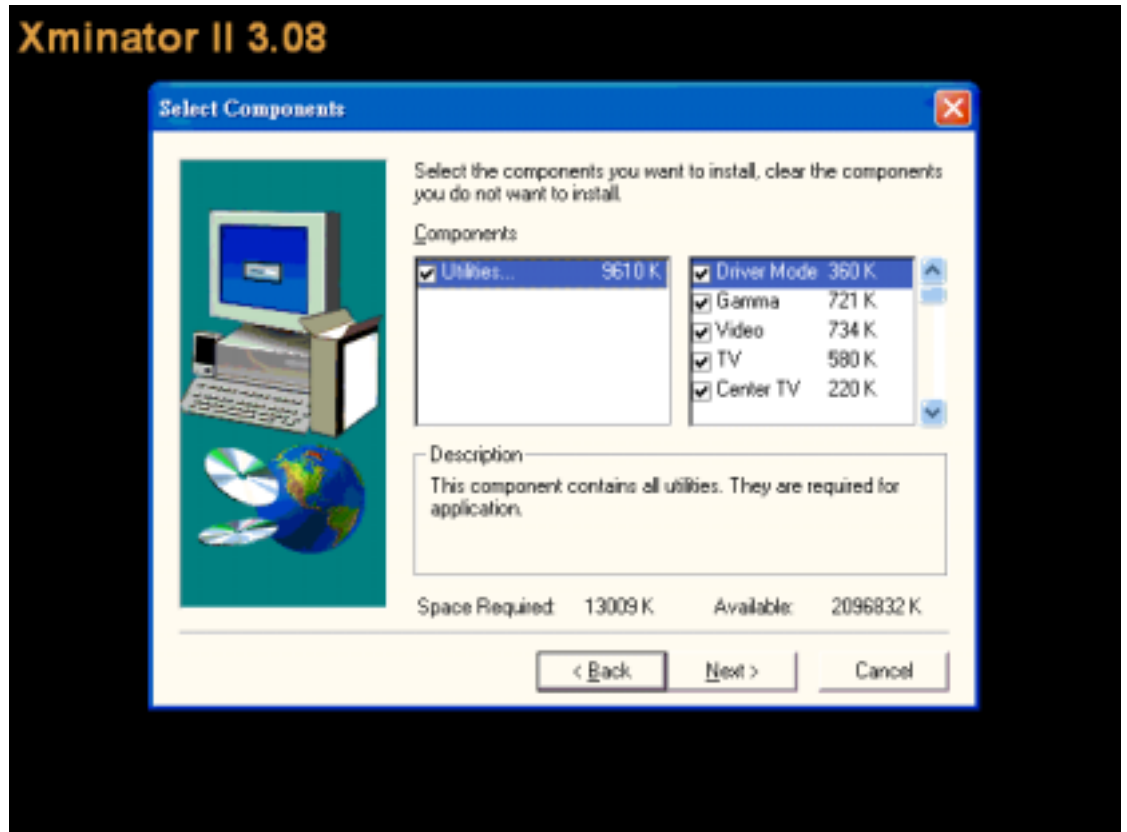 Xminator II 3.08
Select Components
Select the components you want to install, clear the components
you do not want to install.
Components
Utilities... 9610 K
Driver Mode 360 K
Gamma 721 K
Video 734 K
TV 580 K
Center TV 220 K
Description
This component contains all utilities. They are required for
application.
Space Required: 13009 K Available: 2096832 K
< Back Next > Cancel